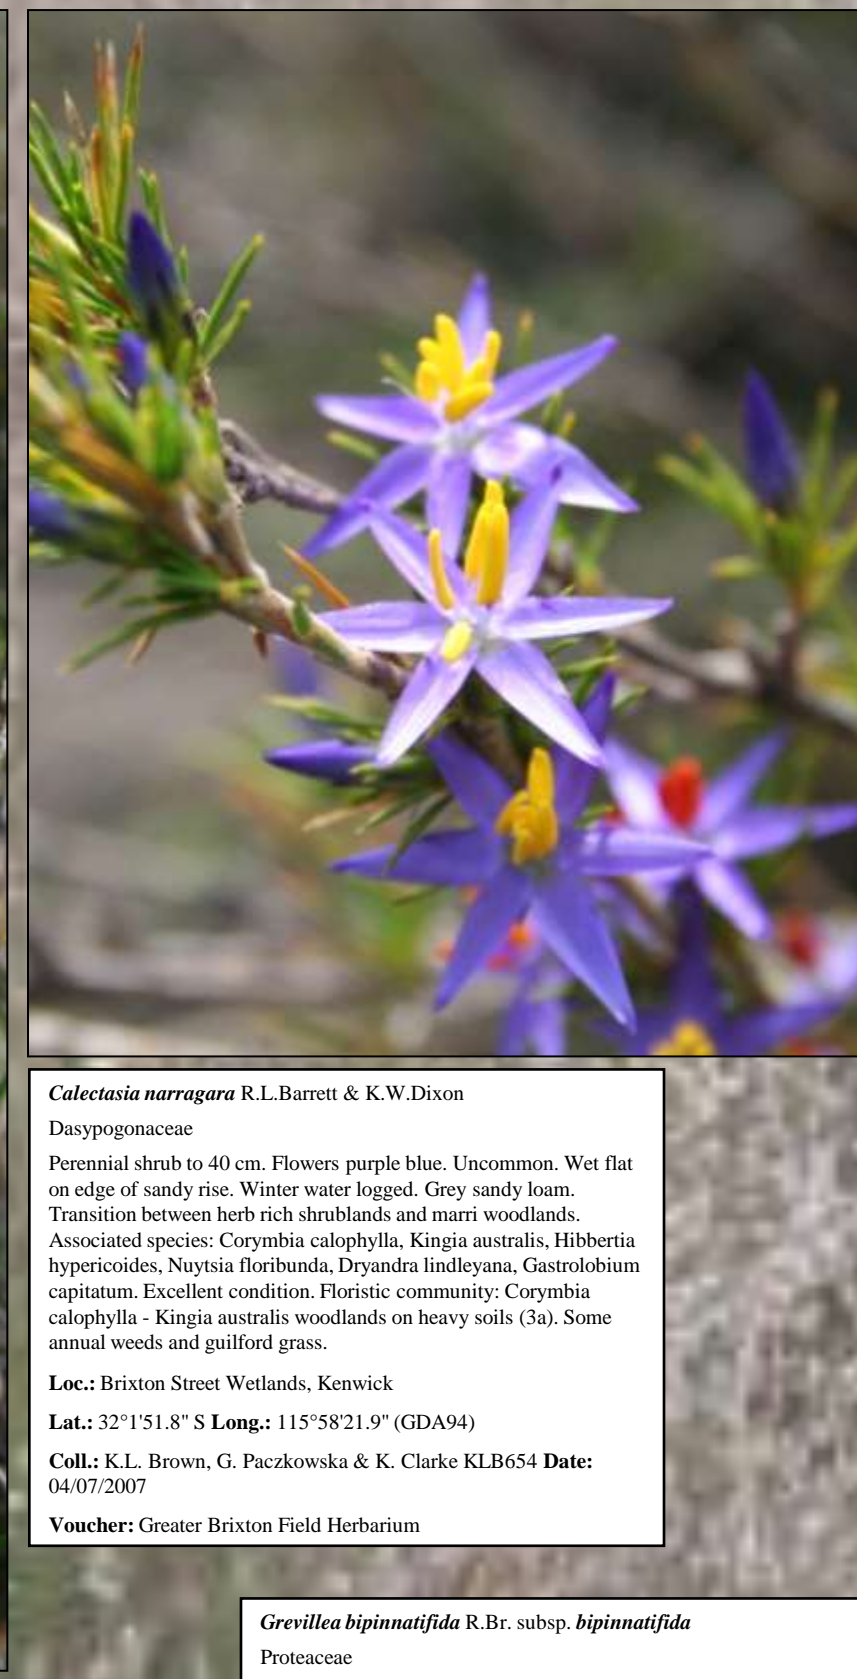 Calectasia narragara R.L.Barrett & K.W.Dixon
Dasypogonaceae
Perennial shrub to 40 cm. Flowers purple blue. Uncommon. Wet flat
on edge of sandy rise. Winter water logged. Grey sandy loam.
Transition between herb rich shrublands and marri woodlands.
Associated species: Corymbia calophylla, Kingia australis, Hibbertia
hypericoides, Nuytsia floribunda, Dryandra lindleyana, Gastrolobium
capitatum. Excellent condition. Floristic community: Corymbia
calophylla - Kingia australis woodlands on heavy soils (3a). Some
annual weeds and guilford grass.
Loc.: Brixton Street Wetlands, Kenwick
Lat.: 32°1'51.8" S Long.: 115°58'21.9" (GDA94)
Coll.: K.L. Brown, G. Paczkowska & K. Clarke KLB654 Date:
04/07/2007
Voucher: Greater Brixton Field Herbarium
Grevillea bipinnatifida R.Br. subsp. bipinnatifida
Proteaceae